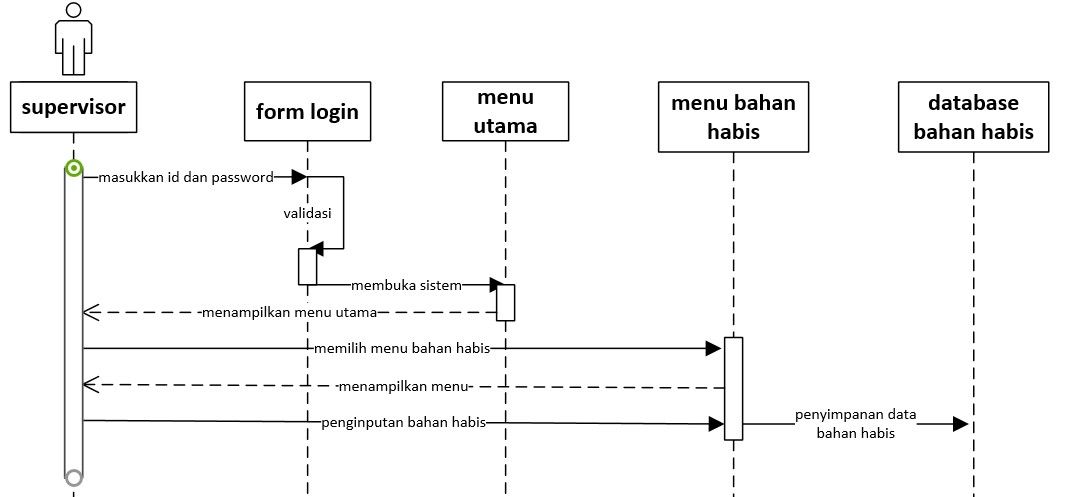 supervisor
form login
menu
utama
menu bahan
habis
database
bahan habis
masukkan id dan password
validasi
membuka sistem
menampilkan menu utama
memilih menu bahan habis
menampilkan menu
penginputan bahan habis
penyimpanan data
bahan habis